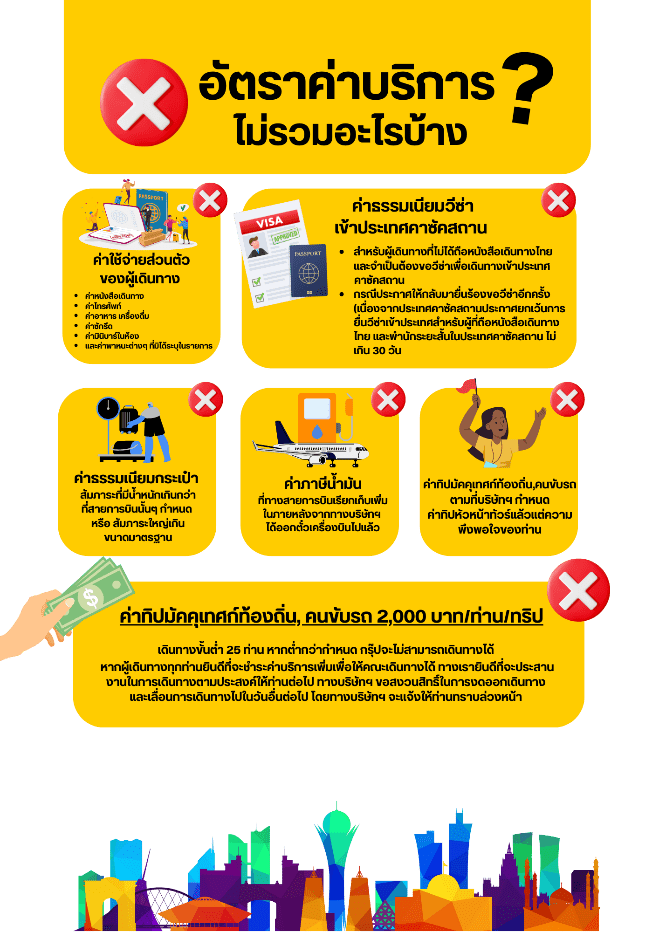 อัตราค่าบริการ ?
ไม่รวมอะไรบ้าง
ค่าใช้จ่ายส่วนตัว
ของผู้เดินทาง
• ค่าหนังสือเดินทาง
• ค่าโทรศัพท์
• ค่าอาหาร เครื่องดื่ม
• ค่าซักรีด
• ค่ามินิบาร์ในห้อง
• และค่าพาหนะต่างๆ ที่มิได้ระบุในรายการ
PASSPORT
VISA
APPROVED
PASSPORT
ค่าธรรมเนียมวีซ่า
เข้าประเทศคาซัคสถาน
• สำหรับผู้เดินทางที่ไม่ได้ถือหนังสือเดินทางไทย
และจำเป็นต้องขอวีซ่าเพื่อเดินทางเข้าประเทศ
คาซัคสถาน
• กรณีประกาศให้กลับมายื่นร้องขอวีซ่าอีกครั้ง
(เนื่องจากประเทศคาซัคสถานประกาศยกเว้นการ
ยื่นวีซ่าเข้าประเทศสำหรับผู้ที่ถือหนังสือเดินทาง
ไทย และพำนักระยะสั้นในประเทศคาซัคสถาน ไม่
เกิน 30 วัน
ค่าธรรมเนียมกระเป๋า
สัมภาระที่มีน้ำหนักเกินกว่า
ที่สายการบินนั้นๆ กำหนด
หรือ สัมภาระใหญ่เกิน
ขนาดมาตรฐาน
ค่าภาษีน้ำมัน
ที่ทางสายการบินเรียกเก็บเพิ่ม
ในภายหลังจากทางบริษัทฯ
ได้ออกตั๋วเครื่องบินไปแล้ว
ค่าทิปมัคคุเทศก์ท้องถิ่น,คนขับรถ
ตามที่บริษัทฯ กำหนด
ค่าทิปหัวหน้าทัวร์แล้วแต่ความ
พึงพอใจของท่าน
ค่าทิปมัคคุเทศก์ท้องถิ่น, คนขับรถ 2,000 บาท/ท่าน/ทริป
เดินทางขั้นต่ำ 25 ท่าน หากต่ำกว่ากำหนด กรุ๊ปจะไม่สามารถเดินทางได้
หากผู้เดินทางทุกท่านยินดีที่จะชำระค่าบริการเพิ่มเพื่อให้คณะเดินทางได้ ทางเรายินดีที่จะประสาน
งานในการเดินทางตามประสงค์ให้ท่านต่อไป ทางบริษัทฯ ขอสงวนสิทธิ์ในการงดออกเดินทาง
และเลื่อนการเดินทางไปในวันอื่นต่อไป โดยทางบริษัทฯ จะแจ้งให้ท่านทราบล่วงหน้า